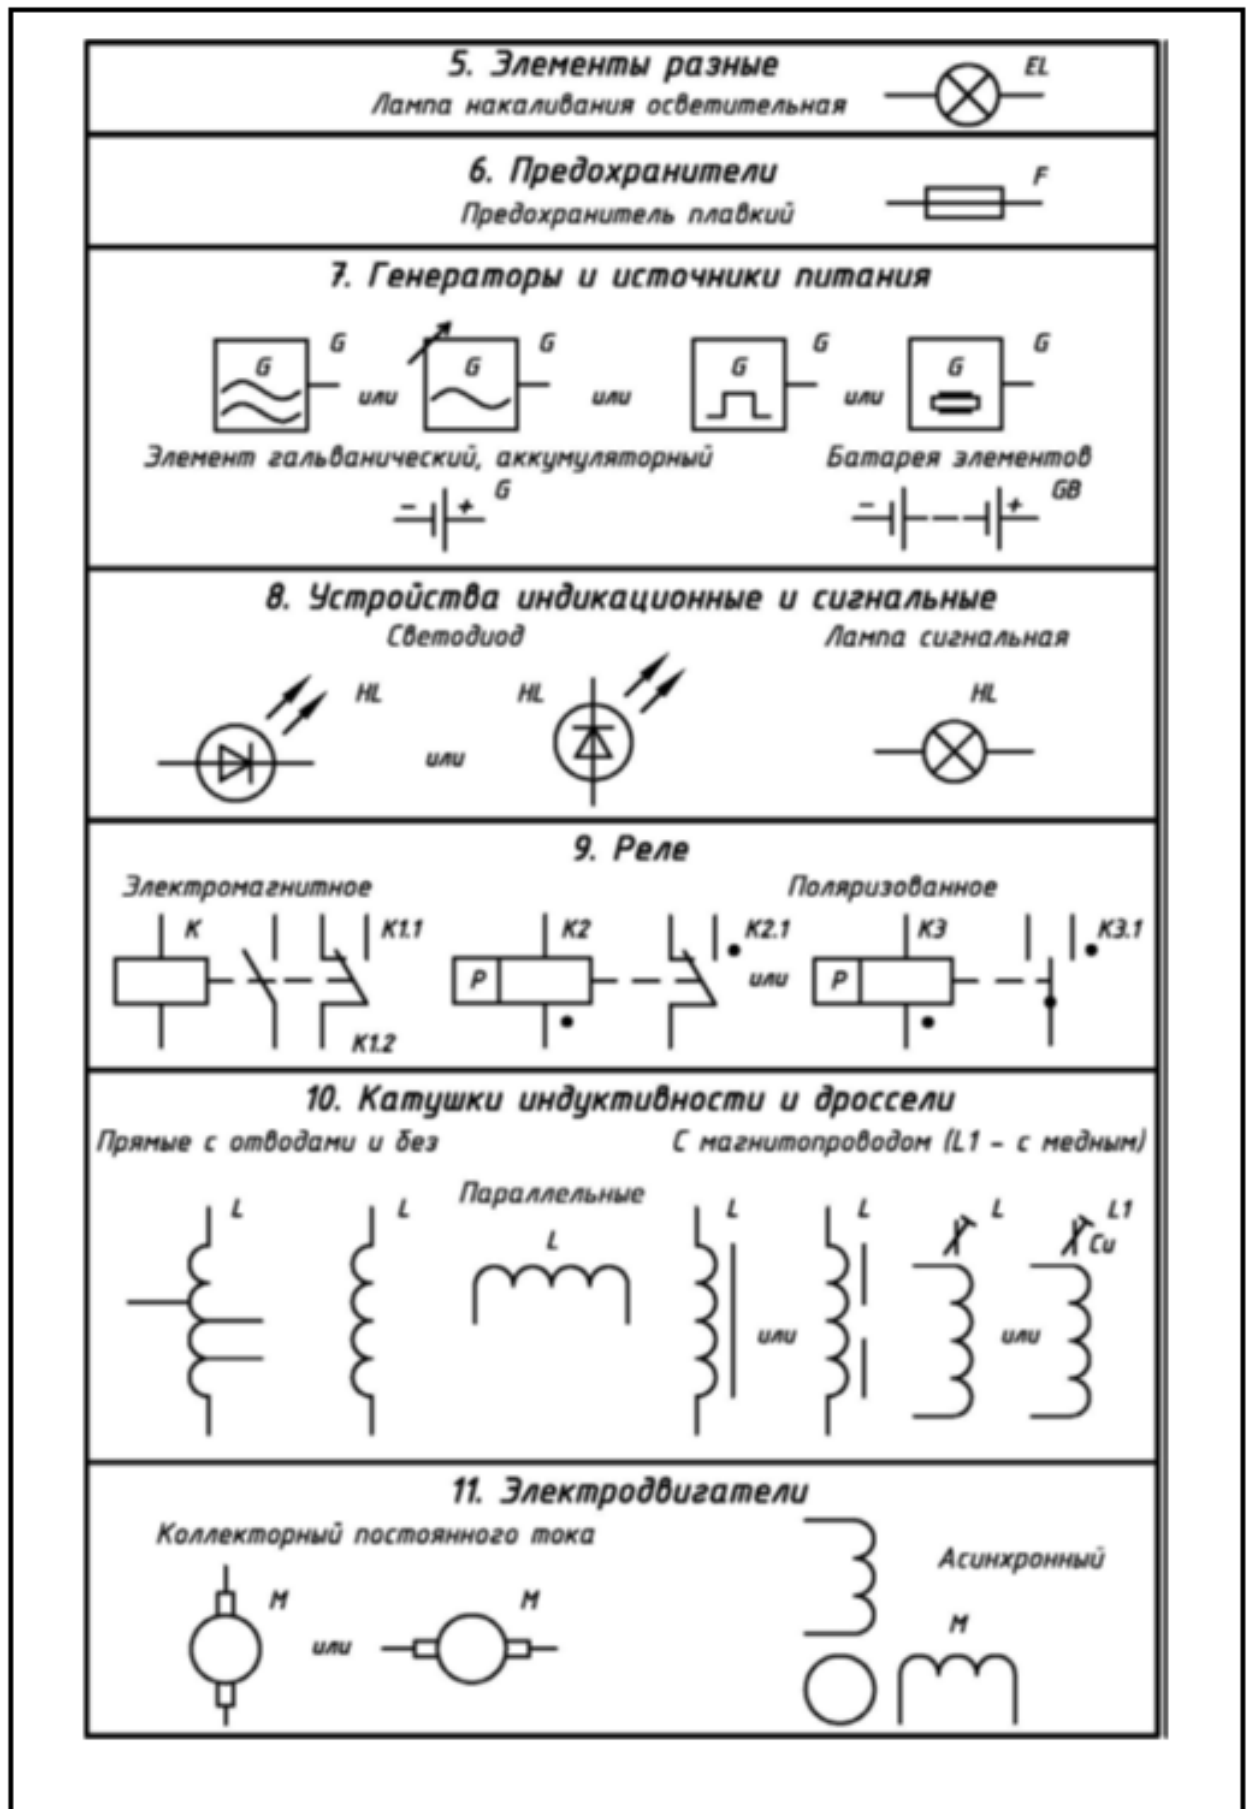 5. Элементы разные
EL
Лампа накаливания осветительная
6. Предохранители
F
Предохранитель плавкий
7. Генераторы и источники питания
G G G G
G или G или G или G
Элемент гальванический, аккумуляторный Батарея элементов
- + G - + GB
8. Устройства индикационные и сигнальные
Светодиод Лампа сигнальная
HL HL HL
или
9. Реле
Электромагнитное Поляризованное
K K1.1 K2 K2.1 K3 K3.1
P или P
K1.2
10. Катушки индуктивности и дроссели
Прямые с отводами и без С магнитопроводом (L1 - с медным)
Параллельные
L L L L L L L1
Cu
или или
11. Электродвигатели
Коллекторный постоянного тока
Асинхронный
M M M
или